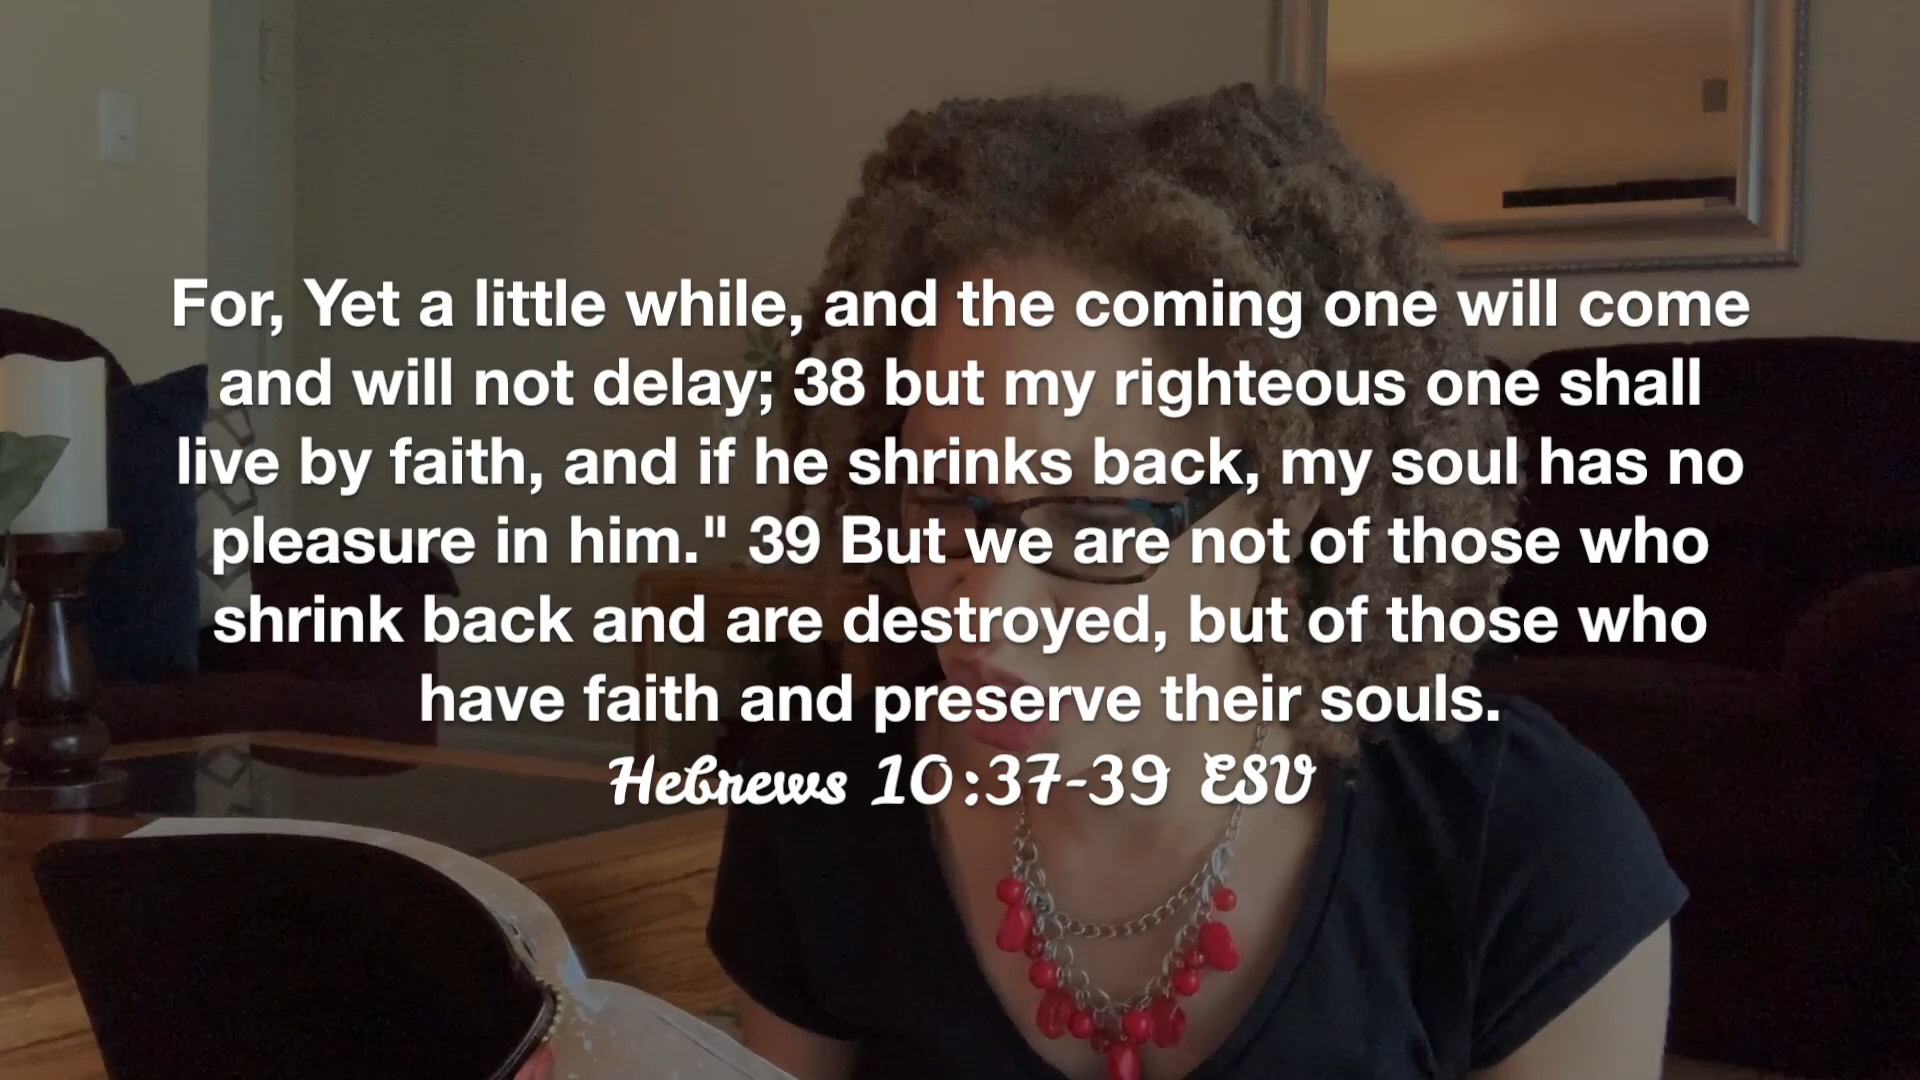 For, Yet a little while, and the coming one will come
and will not delay; 38 but my righteous one shall
live by faith, and if he shrinks back, my soul has no
pleasure in him." 39 But we are not of those who
shrink back and are destroyed, but of those who
have faith and preserve their souls.
Hebrews 10:37-39 ESV